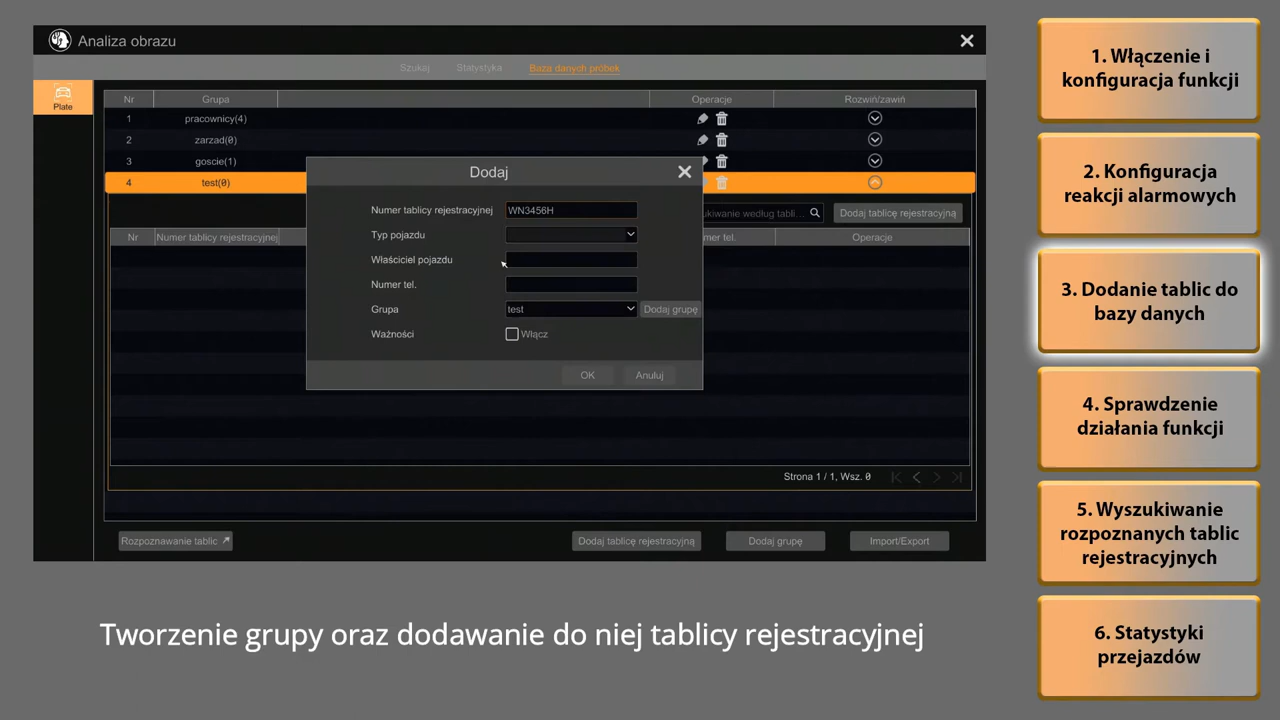 Analiza obrazu
Szukaj Statystyka Baza danych próbek
Plate
Nr Grupa Operacje Rozwiń/zawiń
1 pracownicy(4)
2 zarzad(0)
3 goscie(1)
4 test(0)
tabli... Dodaj tablicę rejestracyjną
Nr Numer tablicy rejestracyjnej tel. Operacje
Dodaj
Numer tablicy rejestracyjnej WN3456H
Typ pojazdu
Właściciel pojazdu
Numer tel.
Grupa test Dodaj grupę
Ważności Włącz
OK Anuluj
Strona 1 / 1, Wsz. 0
Rozpoznawanie tablic Dodaj tablicę rejestracyjną Dodaj grupę Import/Export
Tworzenie grupy oraz dodawanie do niej tablicy rejestracyjnej
1. Włączenie i
konfiguracja funkcji
2. Konfiguracja
reakcji alarmowych
3. Dodanie tablic do
bazy danych
4. Sprawdzenie
działania funkcji
5. Wyszukiwanie
rozpoznanych tablic
rejestracyjnych
6. Statystyki
przejazdów